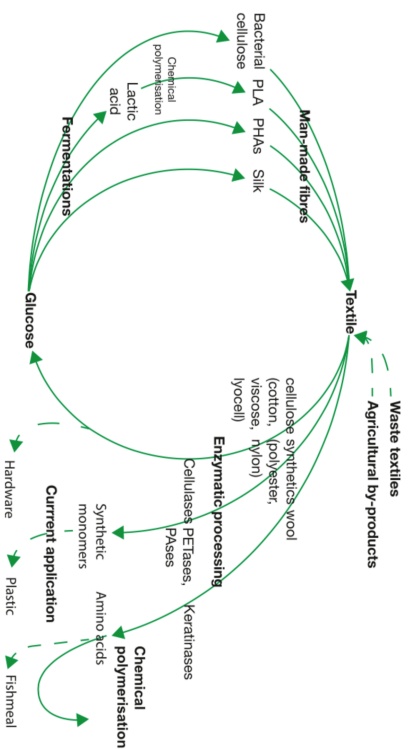 Waste textiles
Agricultural by-products
Textile
Man-made fibres
Bacterial
cellulose
PLA
PHAs
Silk
Chemical
polymerisation
Lactic
acid
Fermentations
Glucose
cellulose synthetics wool
(cotton, (polyester,
viscose, nylon)
lyocell)
Enzymatic processing
Cellulases PETases, Keratinases
PAses
Synthetic
monomers
Amino acids
Chemical
polymerisation
Currrent application
Hardware
Plastic
Fishmeal